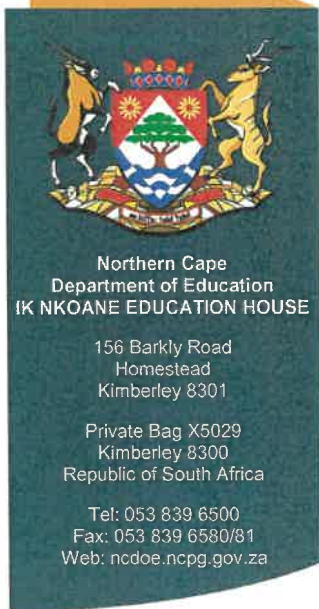 Northern Cape
Department of Education
IK NKOANE EDUCATION HOUSE
156 Barkly Road
Homestead
Kimberley 8301
Private Bag X5029
Kimberley 8300
Republic of South Africa
Tel: 053 839 6500
Fax: 053 839 6580/81
Web: ncdoe.ncpg.gov.za